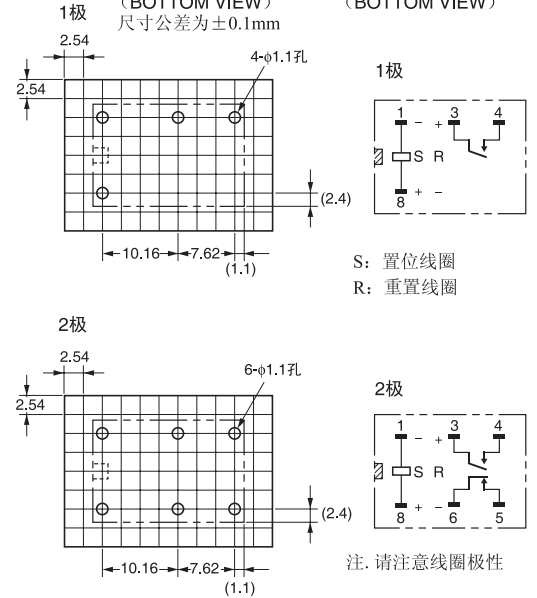 (BOTTOM VIEW)
(BOTTOM VIEW)
1极
尺寸公差为±0.1mm
2.54
2.54
4-φ1.1孔
(2.4)
10.16
7.62
(1.1)
1极
1 - + 3 4
S R
8 + -
S：置位线圈
R：重置线圈
2极
2.54
2.54
6-φ1.1孔
(2.4)
10.16
7.62
(1.1)
2极
1 - + 3 4
S R
8 + - 6 5
注.请注意线圈极性